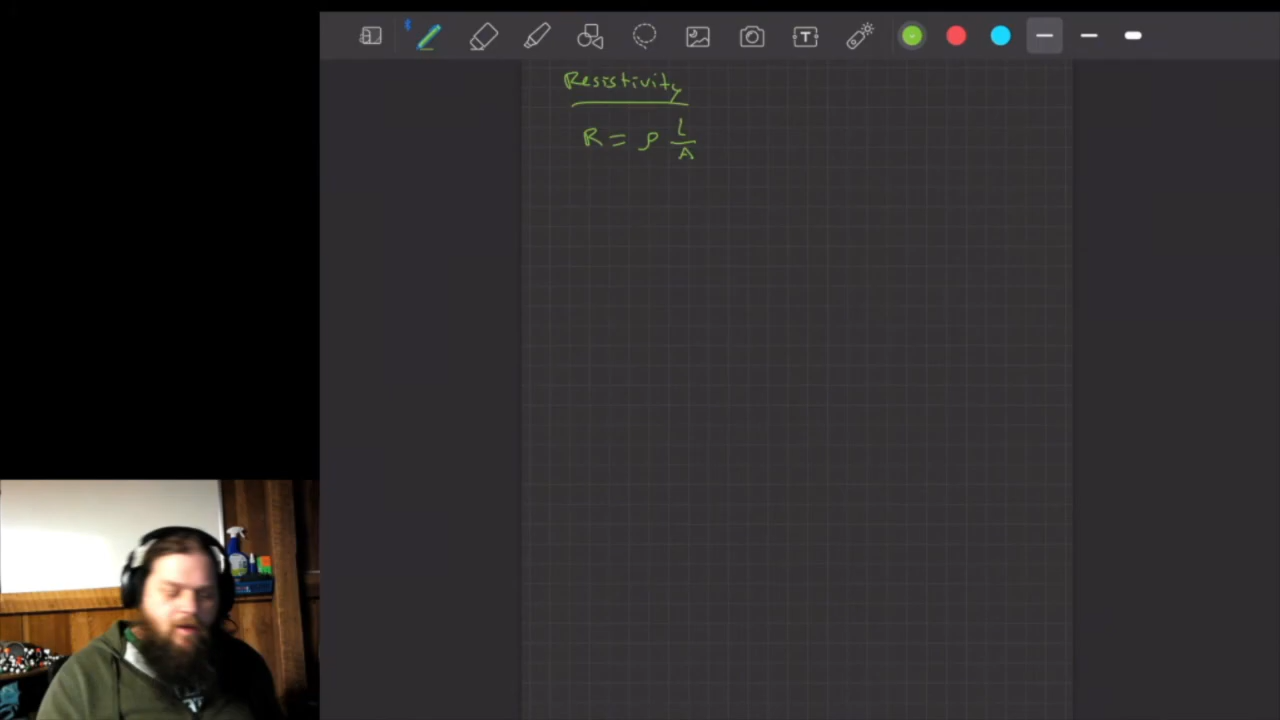 Resistivity
R = ρ L/A